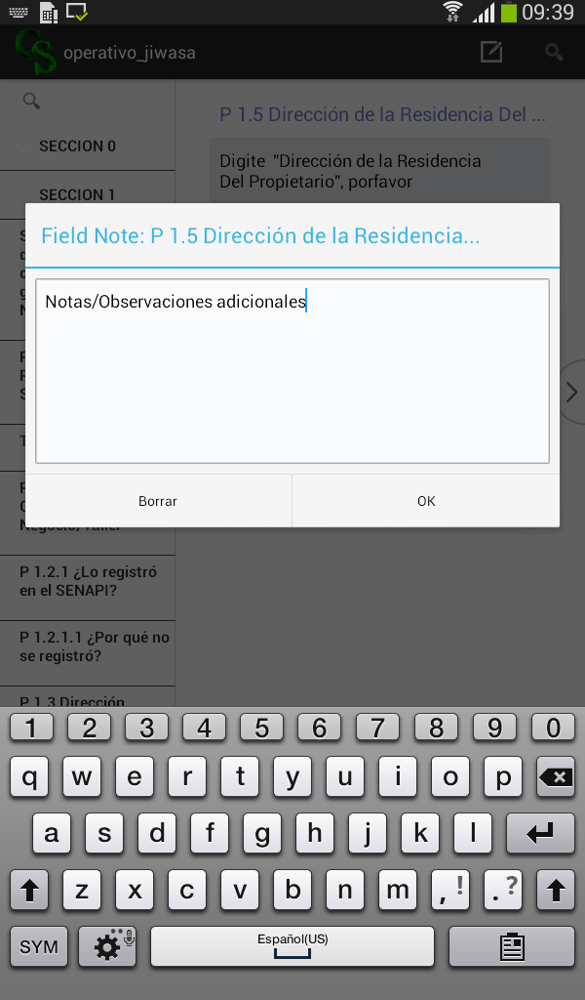 09:39
operativo_jiwasa
SECCION 0
SECCION 1
P 1.5 Dirección de la Residencia Del ...
Digite "Dirección de la Residencia
Del Propietario", porfavor
Field Note: P 1.5 Dirección de la Residencia...
Notas/Observaciones adicionales
Borrar
OK
Negocio/Taller
P 1.2.1 ¿Lo registró
en el SENAPI?
P 1.2.1.1 ¿Por qué no
se registró?
P 1.3 Dirección
1 2 3 4 5 6 7 8 9 0
q w e r t y u i o p
a s d f g h j k l
z x c v b n m , ! . ?
SYM
Español(US)